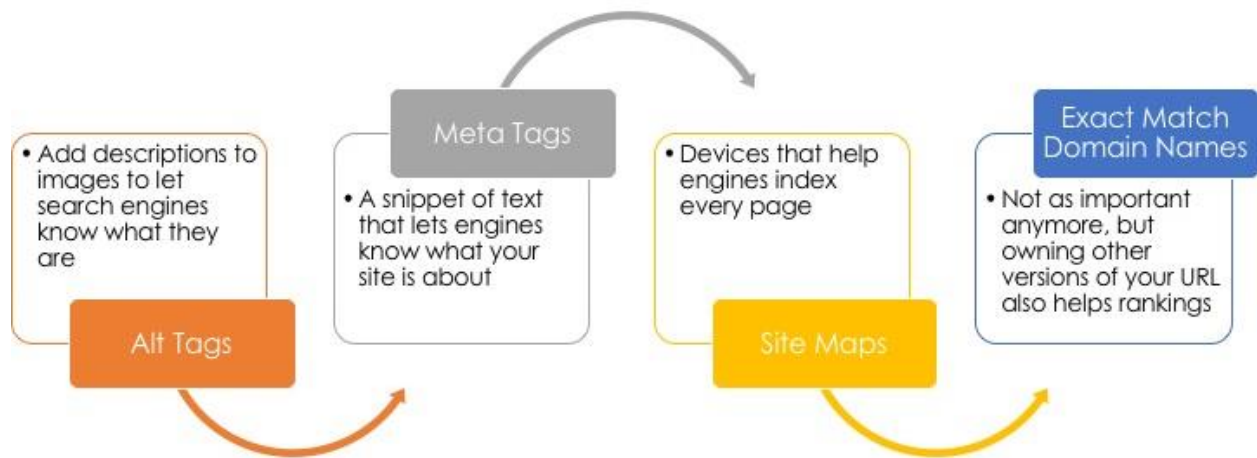 • Add descriptions to
images to let
search engines
know what they
are
Alt Tags
Meta Tags
• A snippet of text
that lets engines
know what your
site is about
• Devices that help
engines index
every page
Site Maps
Exact Match
Domain Names
• Not as important
anymore, but
owning other
versions of your URL
also helps rankings